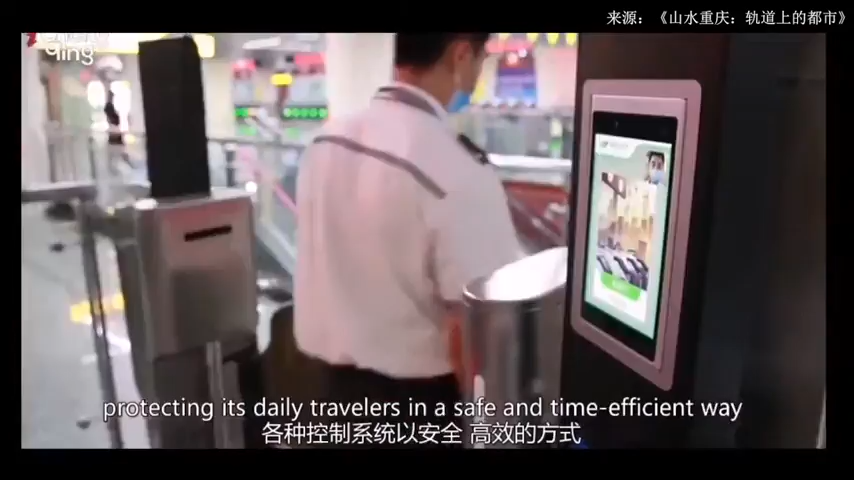 来源：《山水重庆：轨道上的都市》
qing
protecting its daily travelers in a safe and time-efficient way
各种控制系统以安全 高效的方式